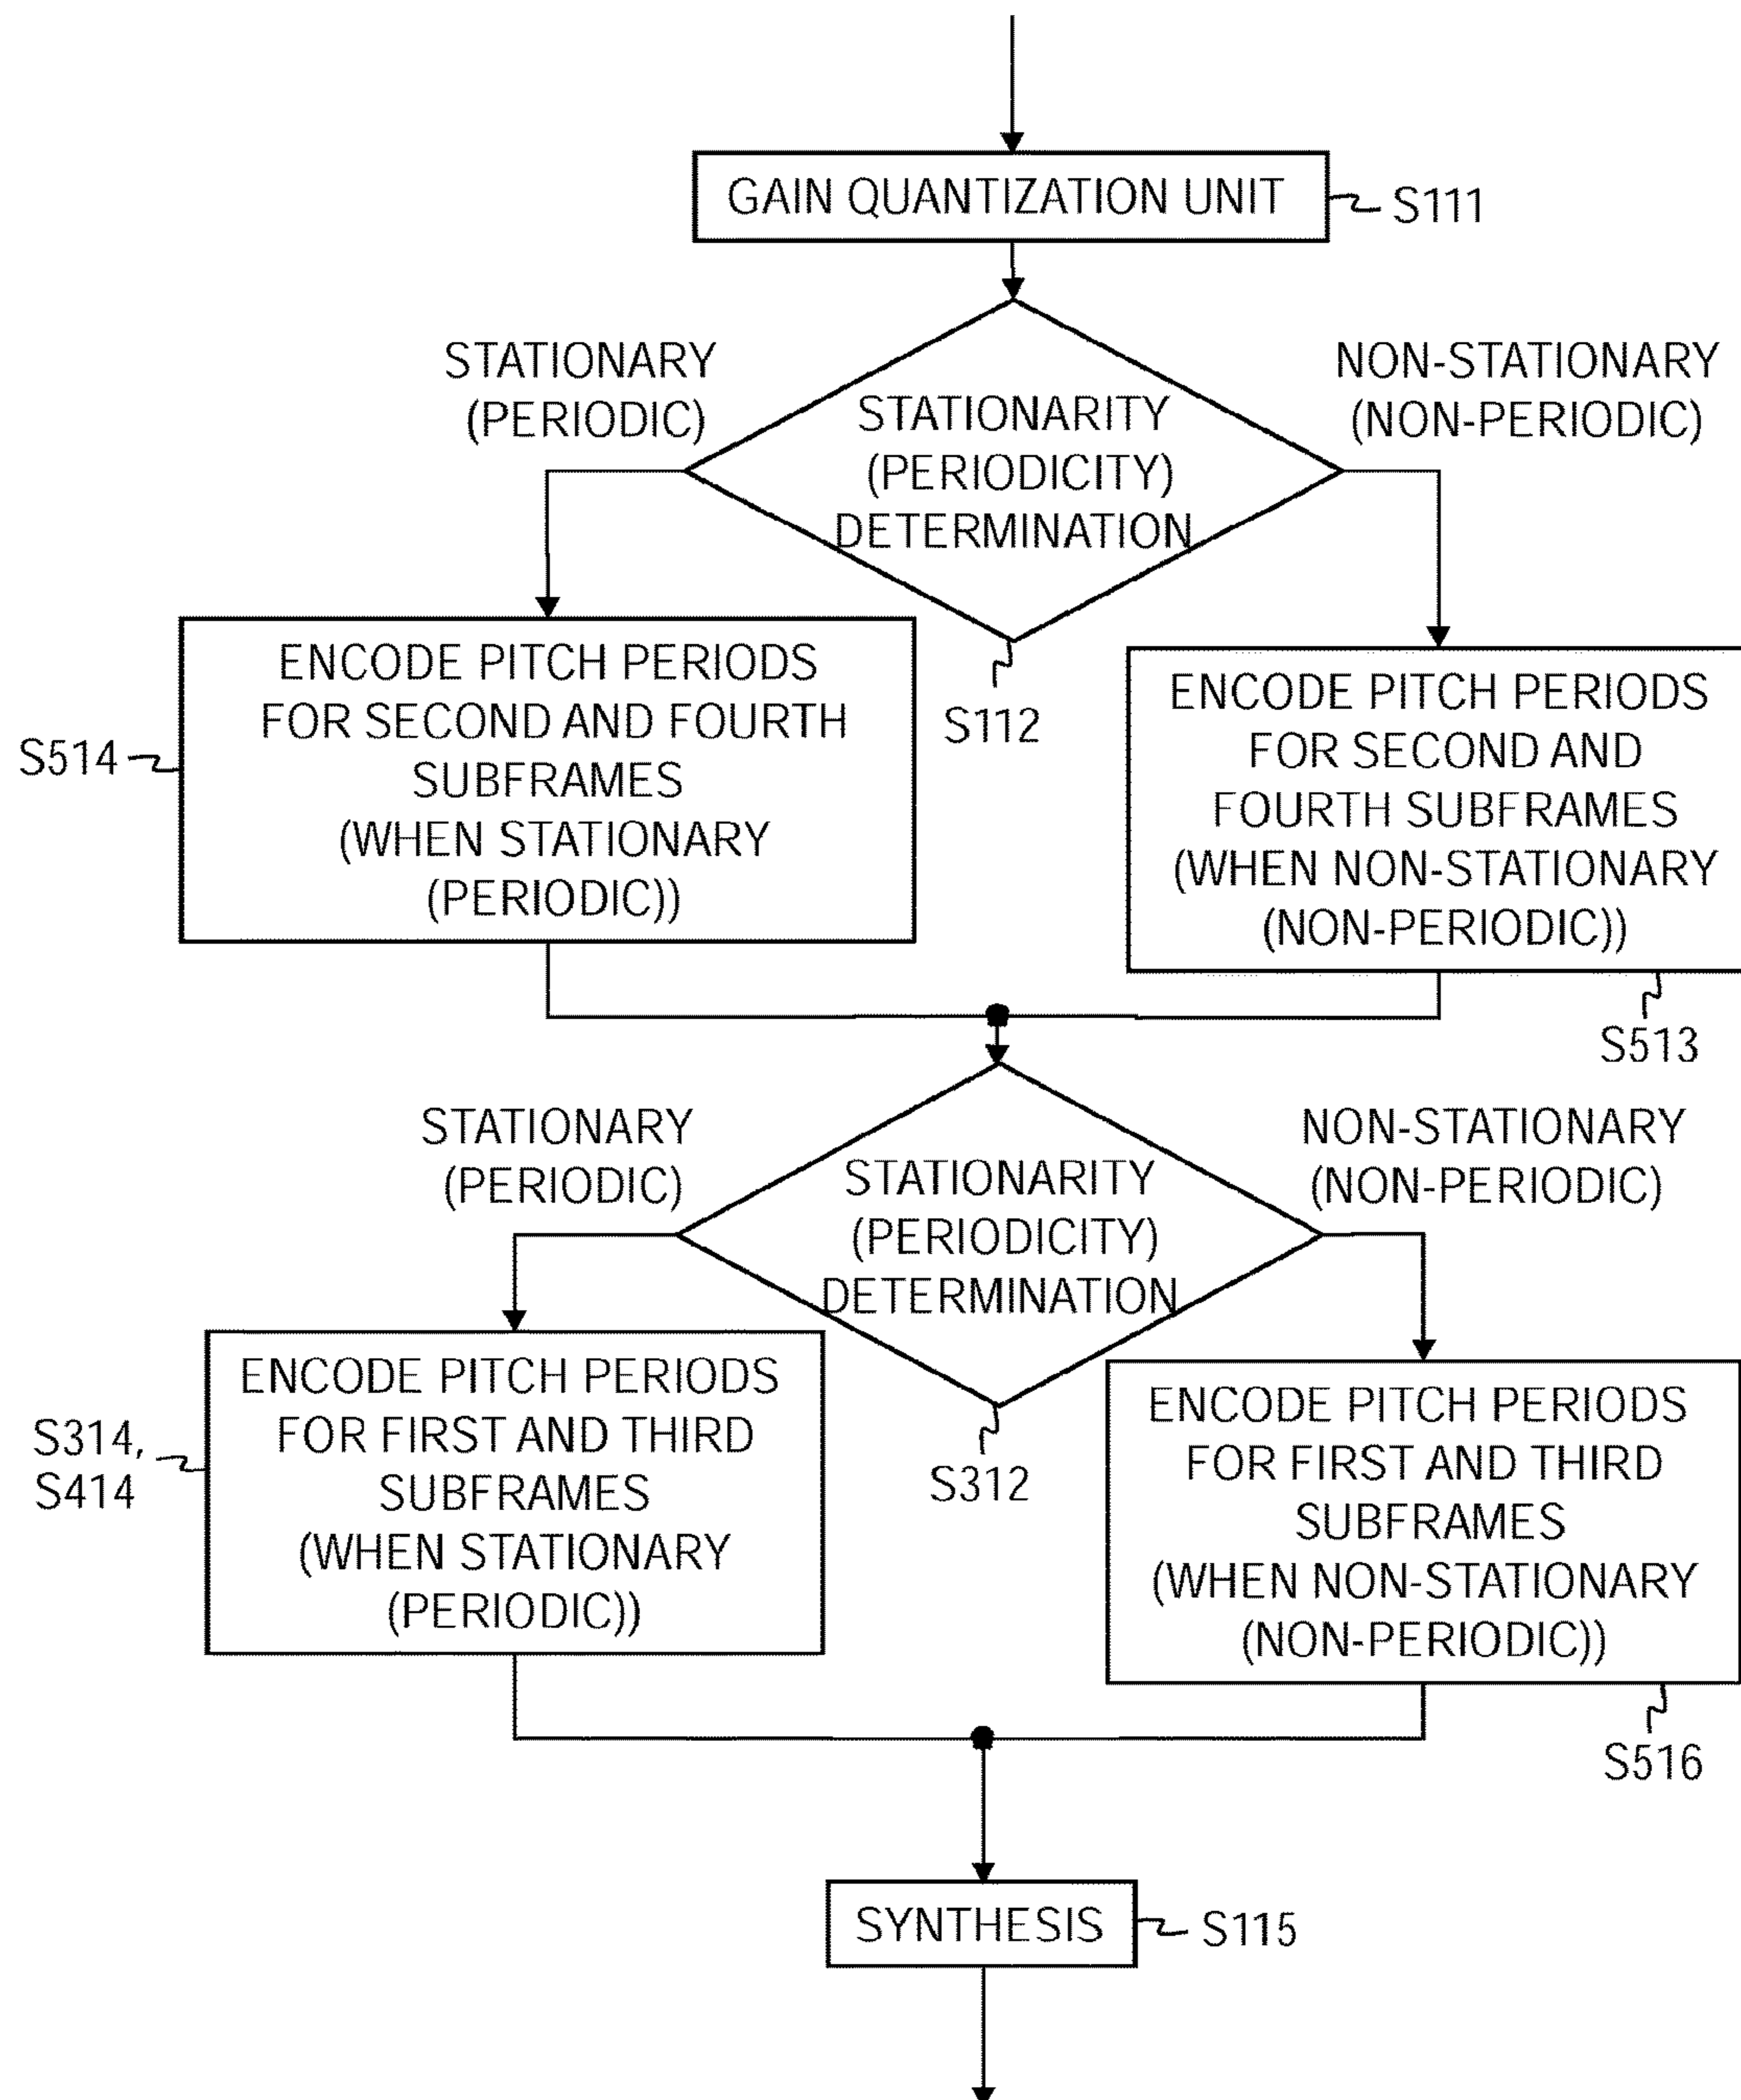 GAIN QUANTIZATION UNIT
S111
STATIONARY
(PERIODIC)
STATIONARITY
(PERIODICITY)
DETERMINATION
NON-STATIONARY
(NON-PERIODIC)
S112
S514
ENCODE PITCH PERIODS
FOR SECOND AND FOURTH
SUBFRAMES
(WHEN STATIONARY
(PERIODIC))
ENCODE PITCH PERIODS
FOR SECOND AND
FOURTH SUBFRAMES
(WHEN NON-STATIONARY
(NON-PERIODIC))
S513
STATIONARY
(PERIODIC)
STATIONARITY
(PERIODICITY)
DETERMINATION
NON-STATIONARY
(NON-PERIODIC)
S312
S314,
S414
ENCODE PITCH PERIODS
FOR FIRST AND THIRD
SUBFRAMES
(WHEN STATIONARY
(PERIODIC))
ENCODE PITCH PERIODS
FOR FIRST AND THIRD
SUBFRAMES
(WHEN NON-STATIONARY
(NON-PERIODIC))
S516
SYNTHESIS
S115